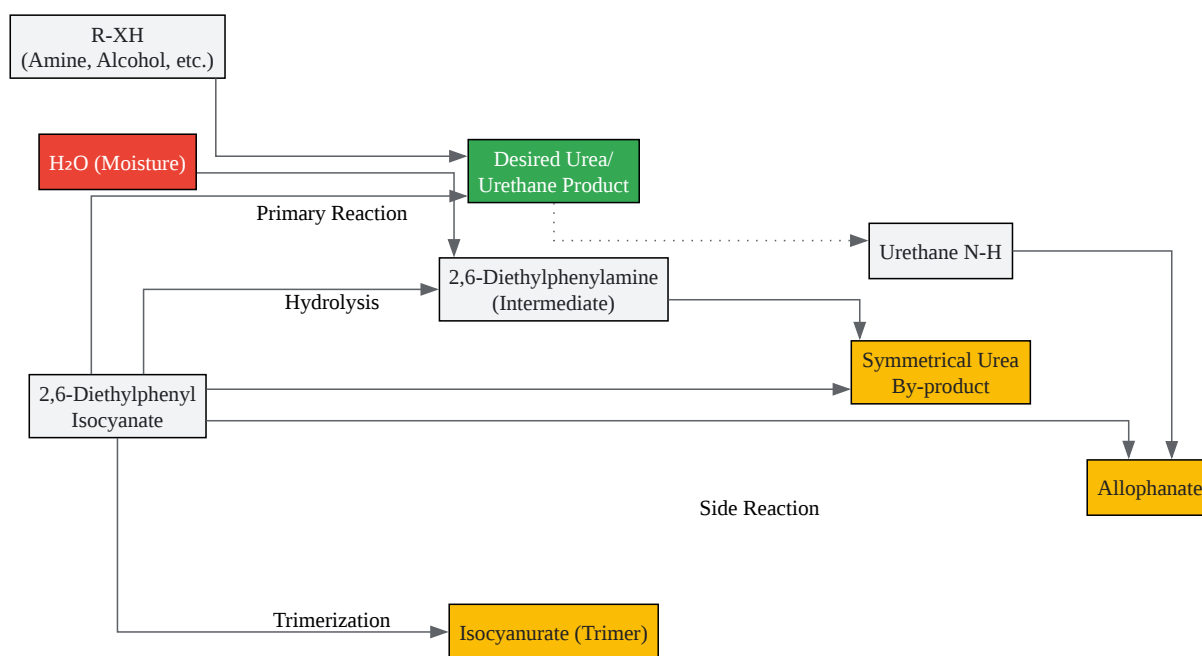 R-XH
(Amine, Alcohol, etc.)
H₂O (Moisture)
Desired Urea/
Urethane Product
Primary Reaction
Urethane N-H
2,6-Diethylphenylamine
(Intermediate)
Hydrolysis
Symmetrical Urea
By-product
2,6-Diethylphenyl
Isocyanate
Allophanate
Side Reaction
Trimerization
Isocyanurate (Trimer)